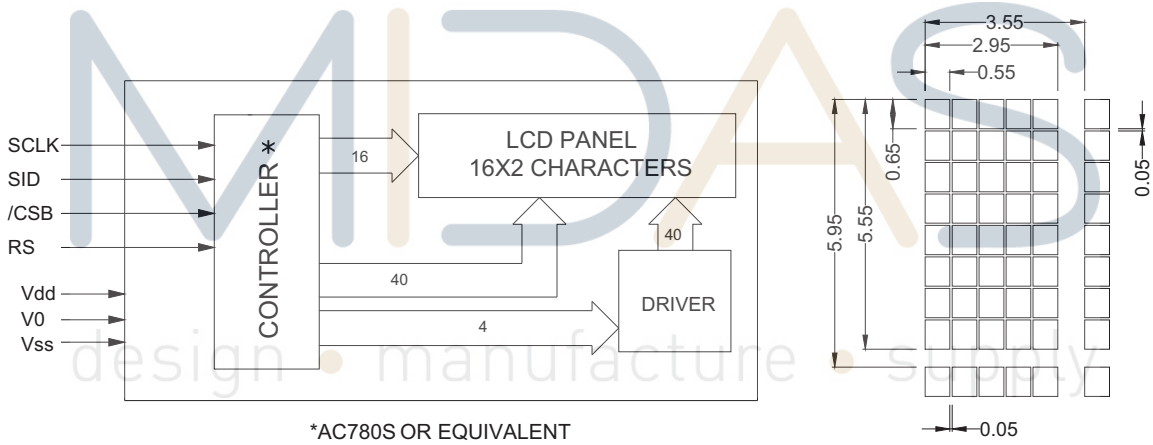 MIDAS
3.55
2.95
0.55
SCLK
SID
/CSB
RS
Vdd
V0
Vss
CONTROLLER *
16
LCD PANEL
16X2 CHARACTERS
40
40
4
DRIVER
0.65
5.55
5.95
0.05
0.05
design • manufacture • supply
*AC780S OR EQUIVALENT